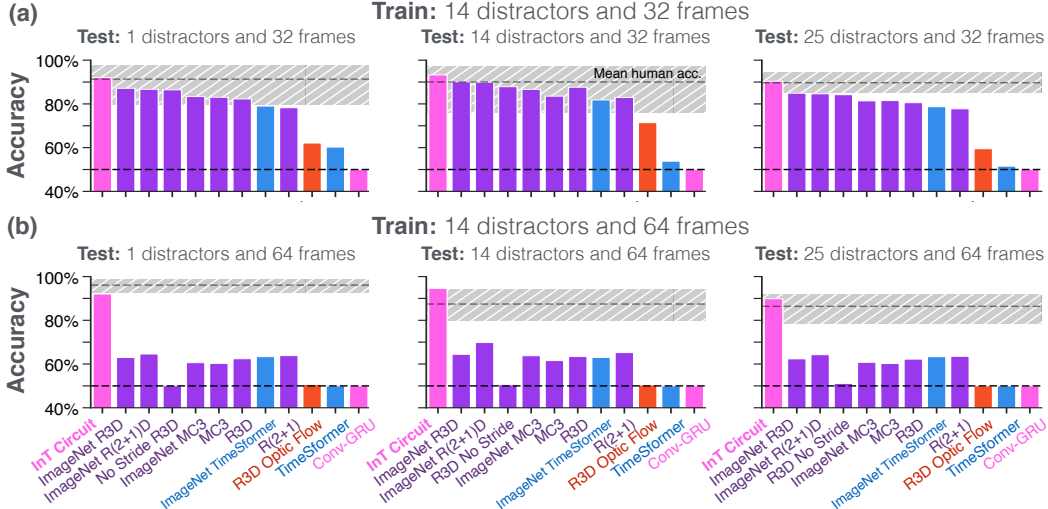 (a)
Train: 14 distractors and 32 frames
Test: 1 distractors and 32 frames
Test: 14 distractors and 32 frames
Test: 25 distractors and 32 frames
Accuracy
100%
80%
60%
40%
Mean human acc.
(b)
Train: 14 distractors and 64 frames
Test: 1 distractors and 64 frames
Test: 14 distractors and 64 frames
Test: 25 distractors and 64 frames
Accuracy
100%
80%
60%
40%
InT Circuit
ImageNet R3D
ImageNet R(2+1)D
No Stride R3D
ImageNet MC3
MC3
R3D
ImageNet TimeSformer
R(2+1)
R3D Optic Flow
TimeSformer
Conv-GRU
InT Circuit
ImageNet R3D
ImageNet R(2+1)D
R3D No Stride
ImageNet MC3
MC3
R3D
ImageNet TimeSformer
R(2+1)
R3D Optic Flow
TimeSformer
Conv-GRU
InT Circuit
ImageNet R3D
ImageNet R(2+1)D
R3D No Stride
ImageNet MC3
MC3
R3D
ImageNet TimeSformer
R(2+1)
R3D Optic Flow
TimeSformer
Conv-GRU